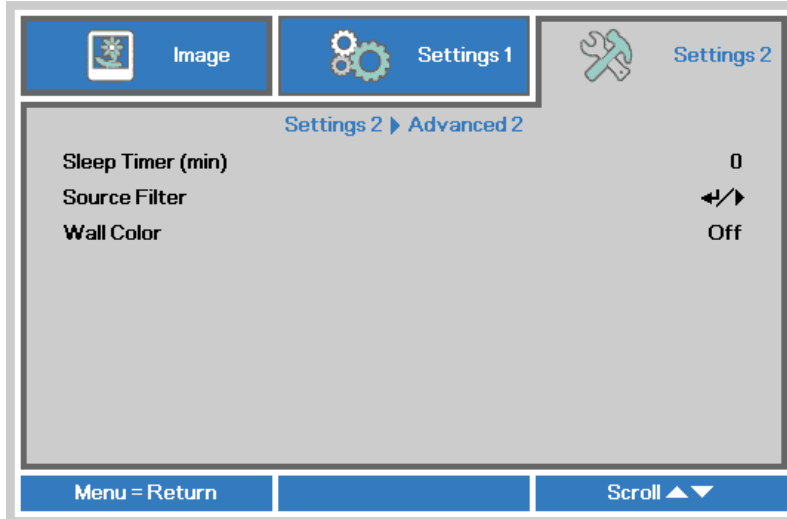 Image
Settings 1
Settings 2
Settings 2 ▶ Advanced 2
Sleep Timer (min) 0
Source Filter ↵/▶
Wall Color Off
Menu = Return
Scroll ▲▼